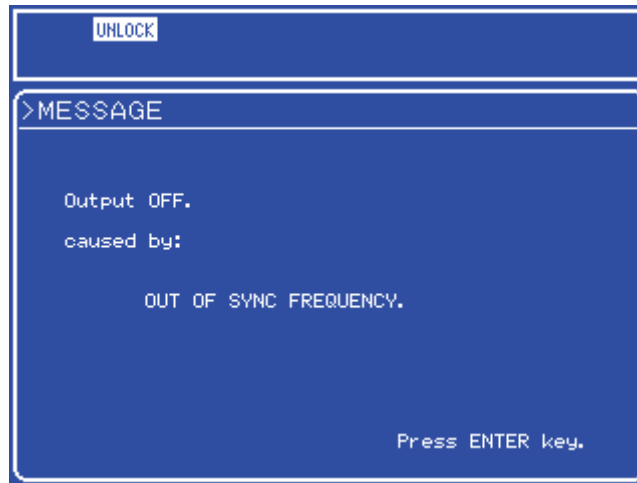 UNLOCK
>MESSAGE
Output OFF.
caused by:
OUT OF SYNC FREQUENCY.
Press ENTER key.